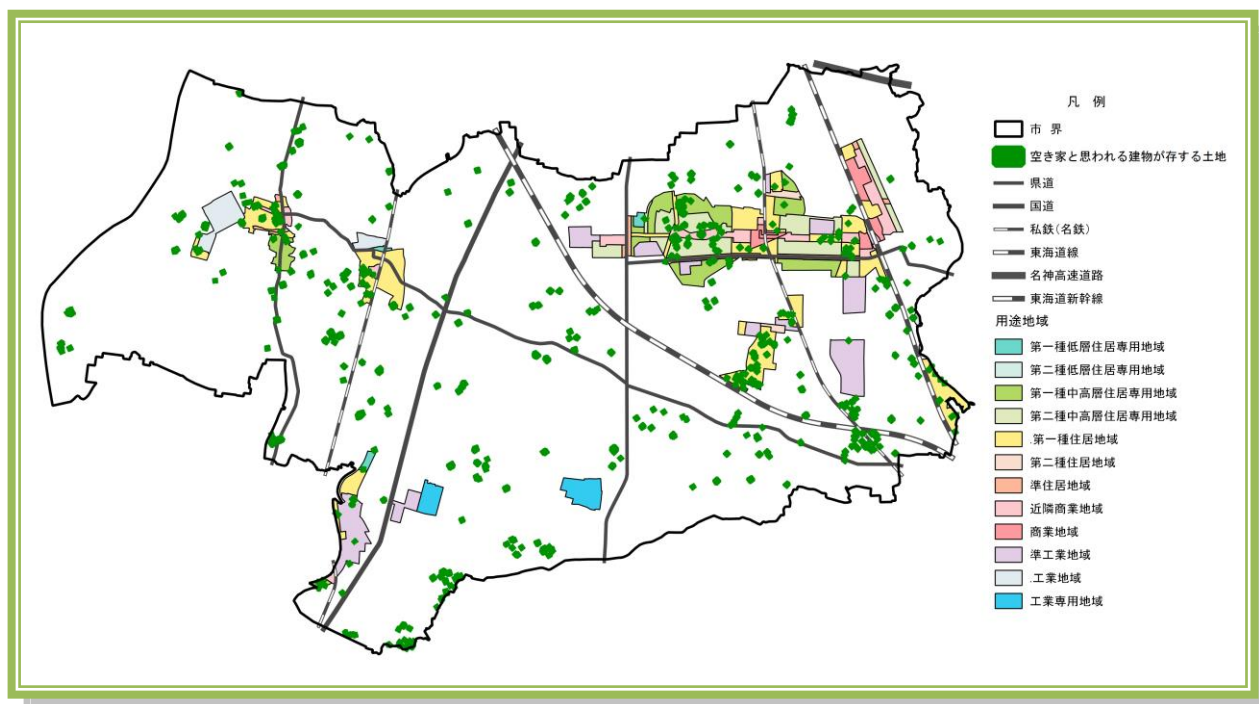 凡 例
市 界
空き家と思われる建物が存する土地
県道
国道
私鉄(名鉄)
東海道線
名神高速道路
東海道新幹線
用途地域
第一種低層住居専用地域
第二種低層住居専用地域
第一種中高層住居専用地域
第二種中高層住居専用地域
.第一種住居地域
第二種住居地域
準住居地域
近隣商業地域
商業地域
準工業地域
.工業地域
工業専用地域